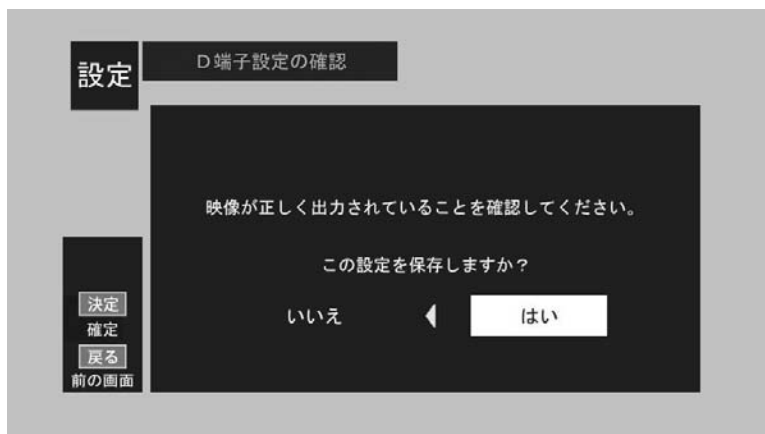 設定
D端子設定の確認
映像が正しく出力されていることを確認してください。
この設定を保存しますか？
いいえ
はい
決定
確定
戻る
前の画面